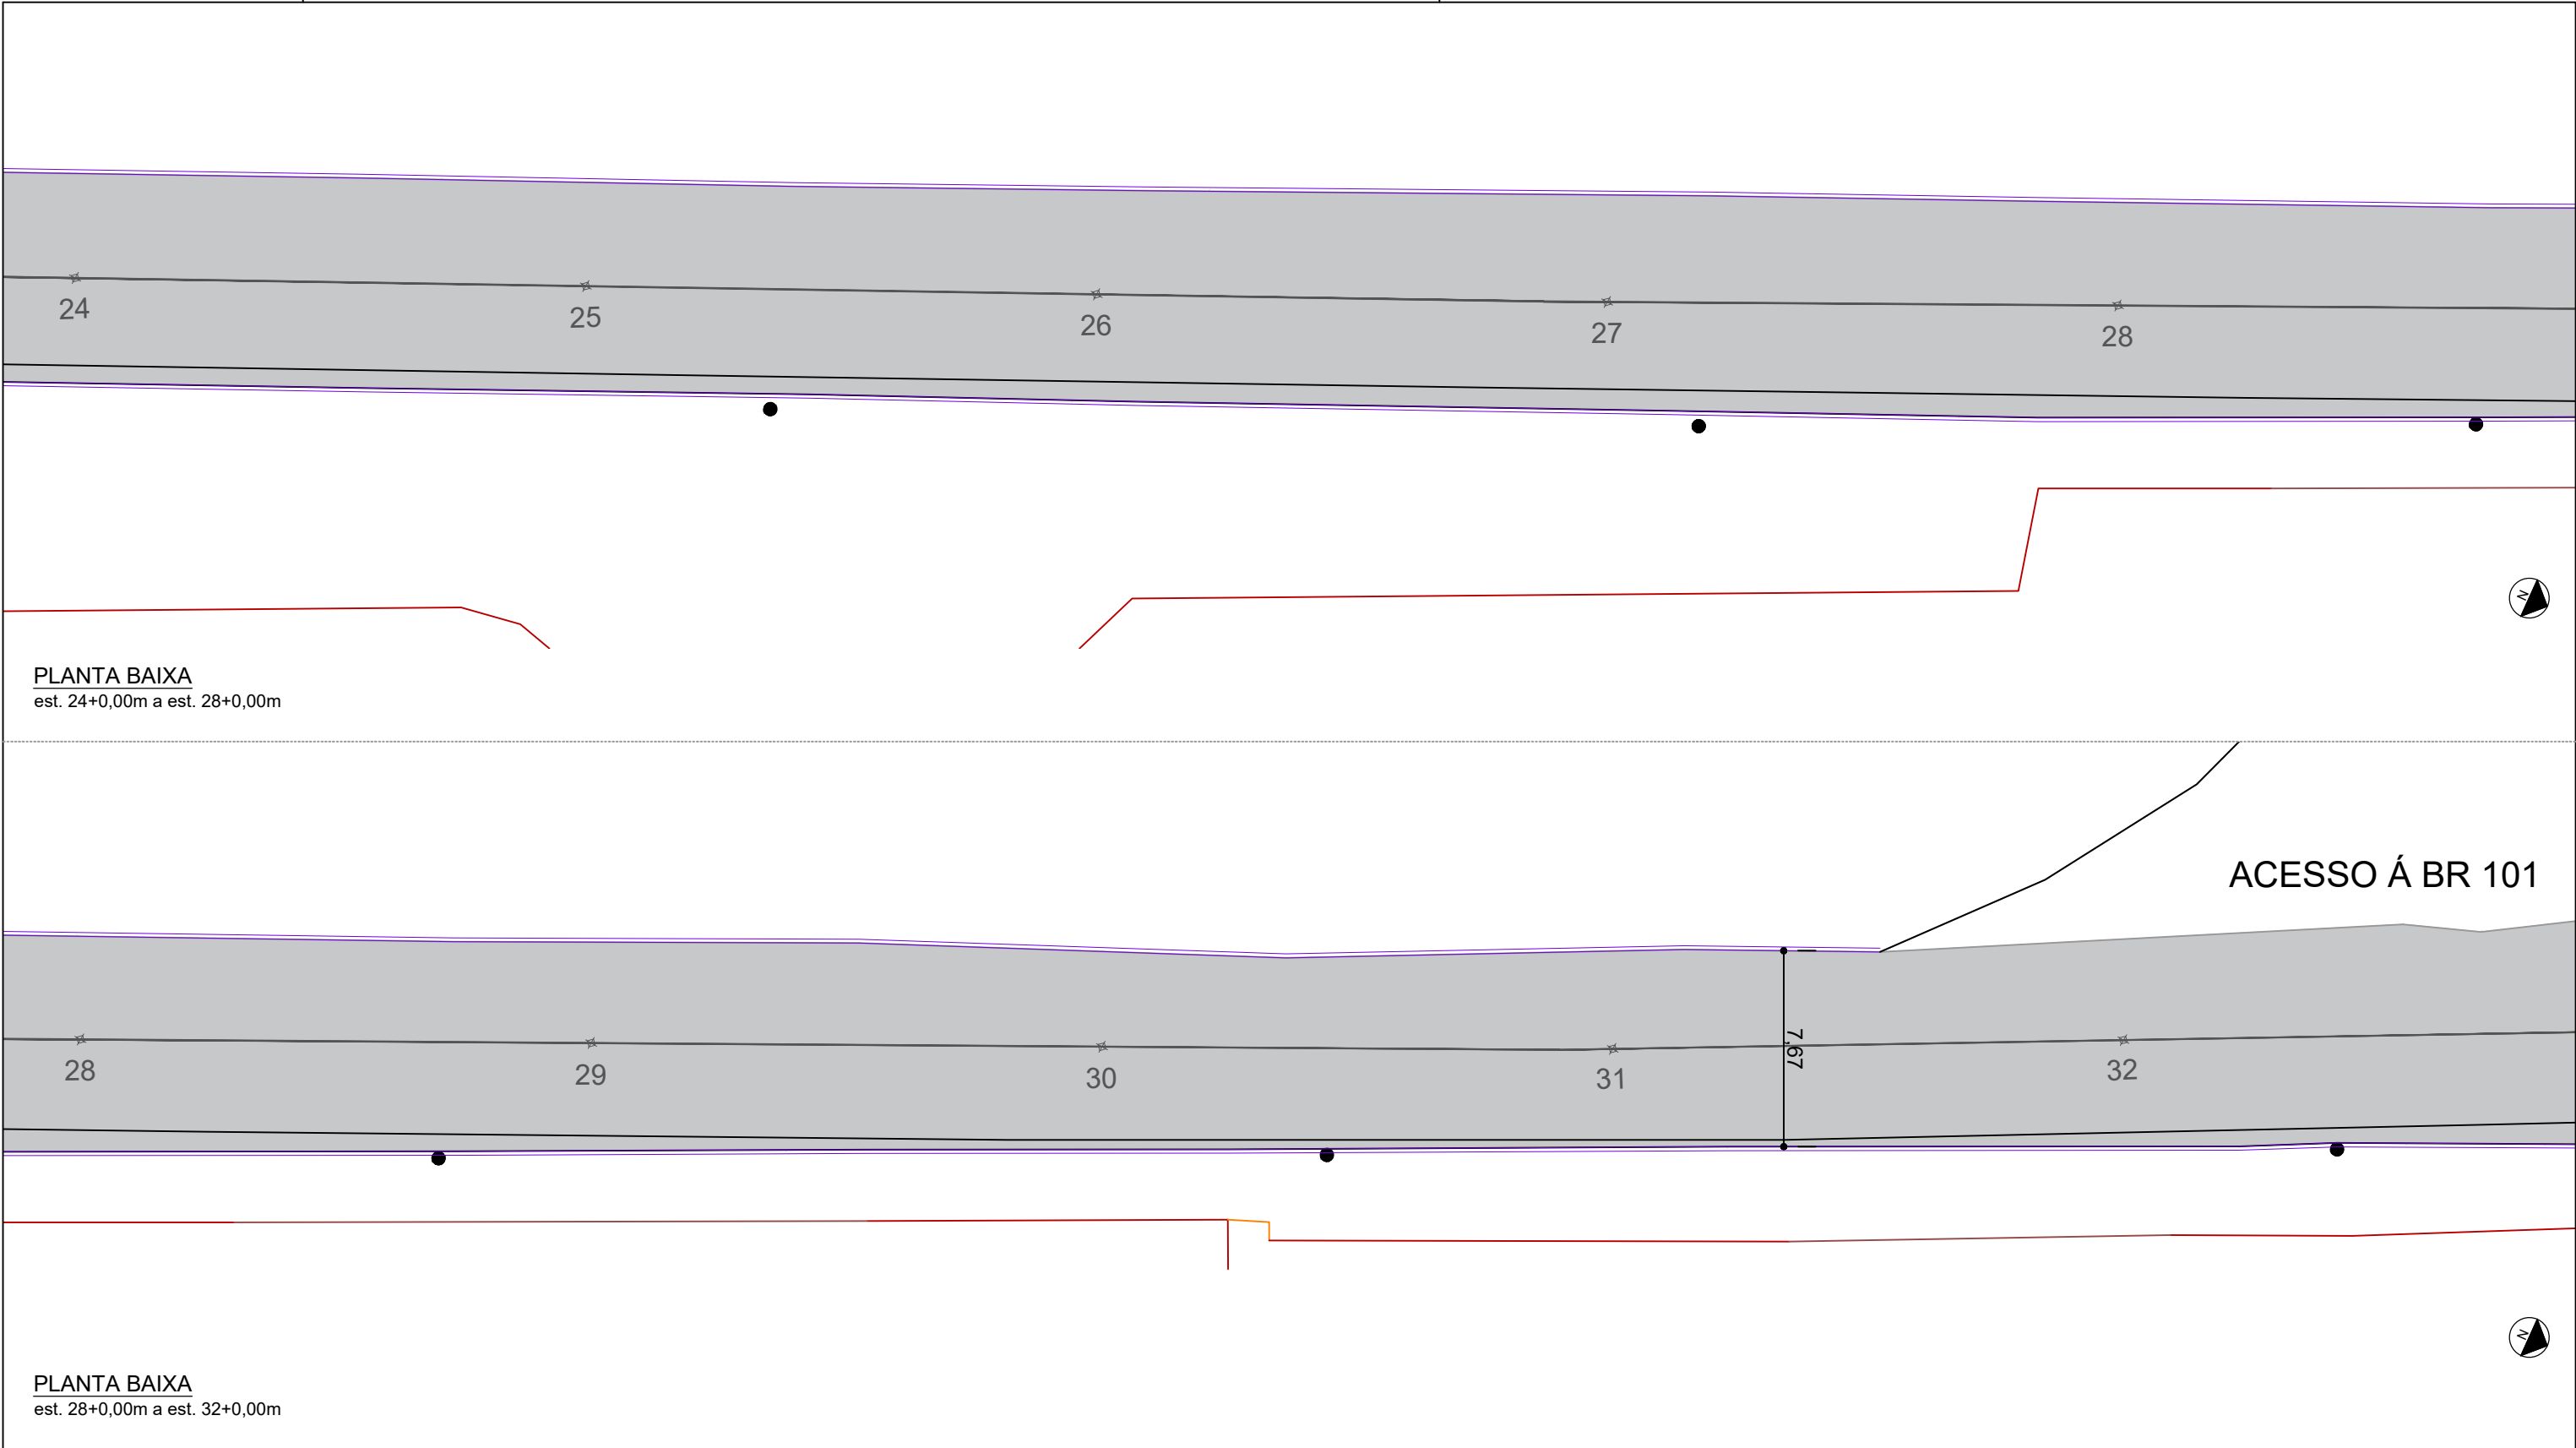 24
25
26
27
28
N
PLANTA BAIXA
est. 24+0,00m a est. 28+0,00m
ACESSO Á BR 101
7,67
28
29
30
31
32
N
PLANTA BAIXA
est. 28+0,00m a est. 32+0,00m